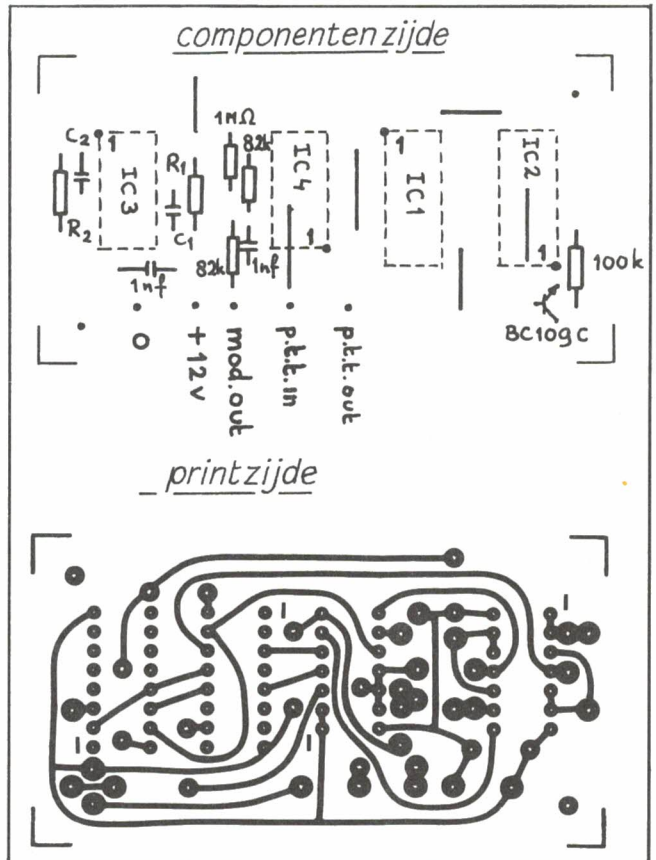 componentenzijde
1MΩ
C2
1
82k
1
R1
IC3
IC4
IC1
IC2
R2
C1
1
1
82k
1nf
100k
1nf
BC109C
0
+12v
mod.out
p.t.t.in
p.t.t.out
_ printzijde
1
1
1
1